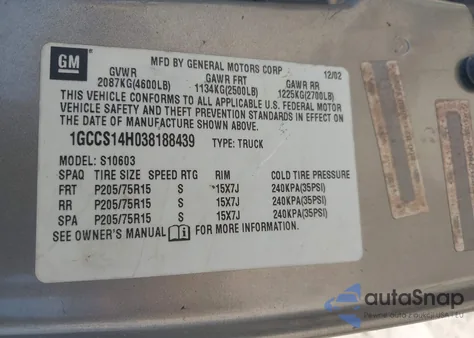 GM
MFD BY GENERAL MOTORS CORP 12/02
GVWR GAWR FRT GAWR RR
2087KG(4600LB) 1134KG(2500LB) 1225KG(2700LB)
THIS VEHICLE CONFORMS TO ALL APPLICABLE U.S. FEDERAL MOTOR
VEHICLE SAFETY AND THEFT PREVENTION STANDARDS IN EFFECT ON
THE DATE OF MANUFACTURE SHOWN ABOVE.
1GCCS14H038188439 TYPE: TRUCK
MODEL: S10603
SPAQ TIRE SIZE SPEED RTG RIM COLD TIRE PRESSURE
FRT P205/75R15 S 15X7J 240KPA(35PSI)
RR P205/75R15 S 15X7J 240KPA(35PSI)
SPA P205/75R15 S 15X7J 240KPA(35PSI)
SEE OWNER'S MANUAL FOR MORE INFORMATION.
autoSnap